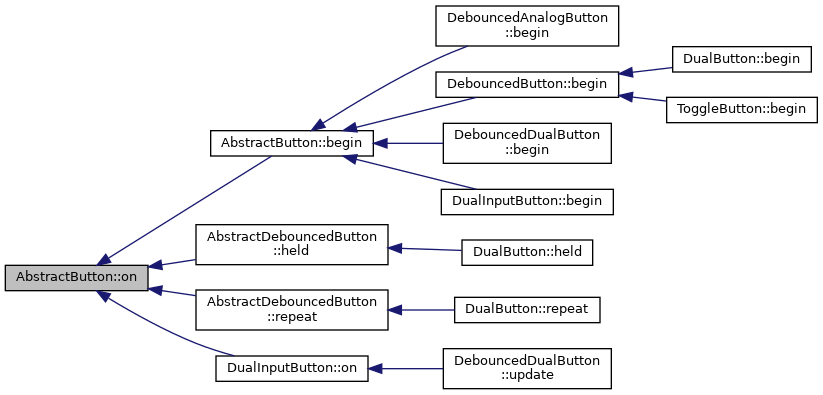 DebouncedAnalogButton
::begin
DualButton::begin
DebouncedButton::begin
ToggleButton::begin
DebouncedDualButton
::begin
AbstractButton::begin
DualInputButton::begin
AbstractDebouncedButton
::held
DualButton::held
AbstractButton::on
AbstractDebouncedButton
::repeat
DualButton::repeat
DualInputButton::on
DebouncedDualButton
::update